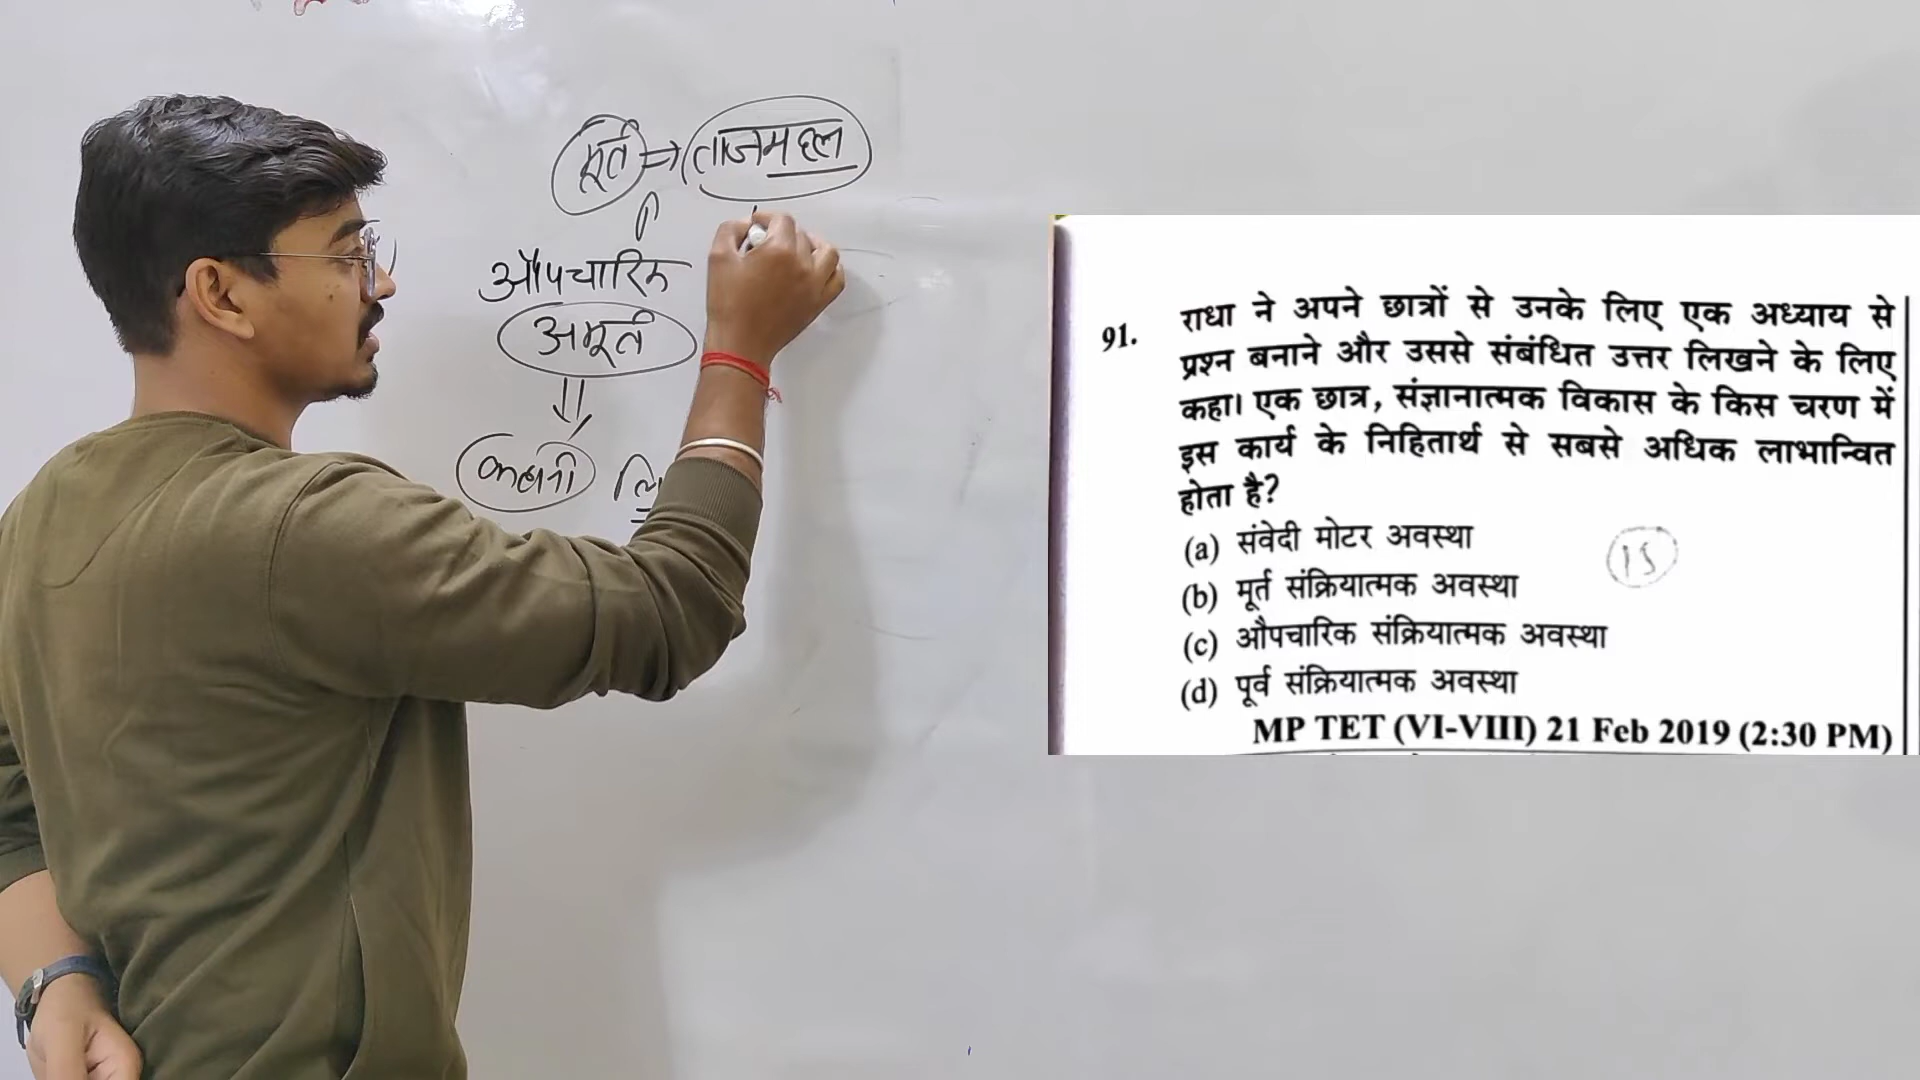 मूर्त => ताजमहल
औपचारिक
अमूर्त
कहानी लि
91. राधा ने अपने छात्रों से उनके लिए एक अध्याय से
प्रश्न बनाने और उससे संबंधित उत्तर लिखने के लिए
कहा। एक छात्र, संज्ञानात्मक विकास के किस चरण में
इस कार्य के निहितार्थ से सबसे अधिक लाभान्वित
होता है?
(a) संवेदी मोटर अवस्था
15
(b) मूर्त संक्रियात्मक अवस्था
(c) औपचारिक संक्रियात्मक अवस्था
(d) पूर्व संक्रियात्मक अवस्था
MP TET (VI-VIII) 21 Feb 2019 (2:30 PM)